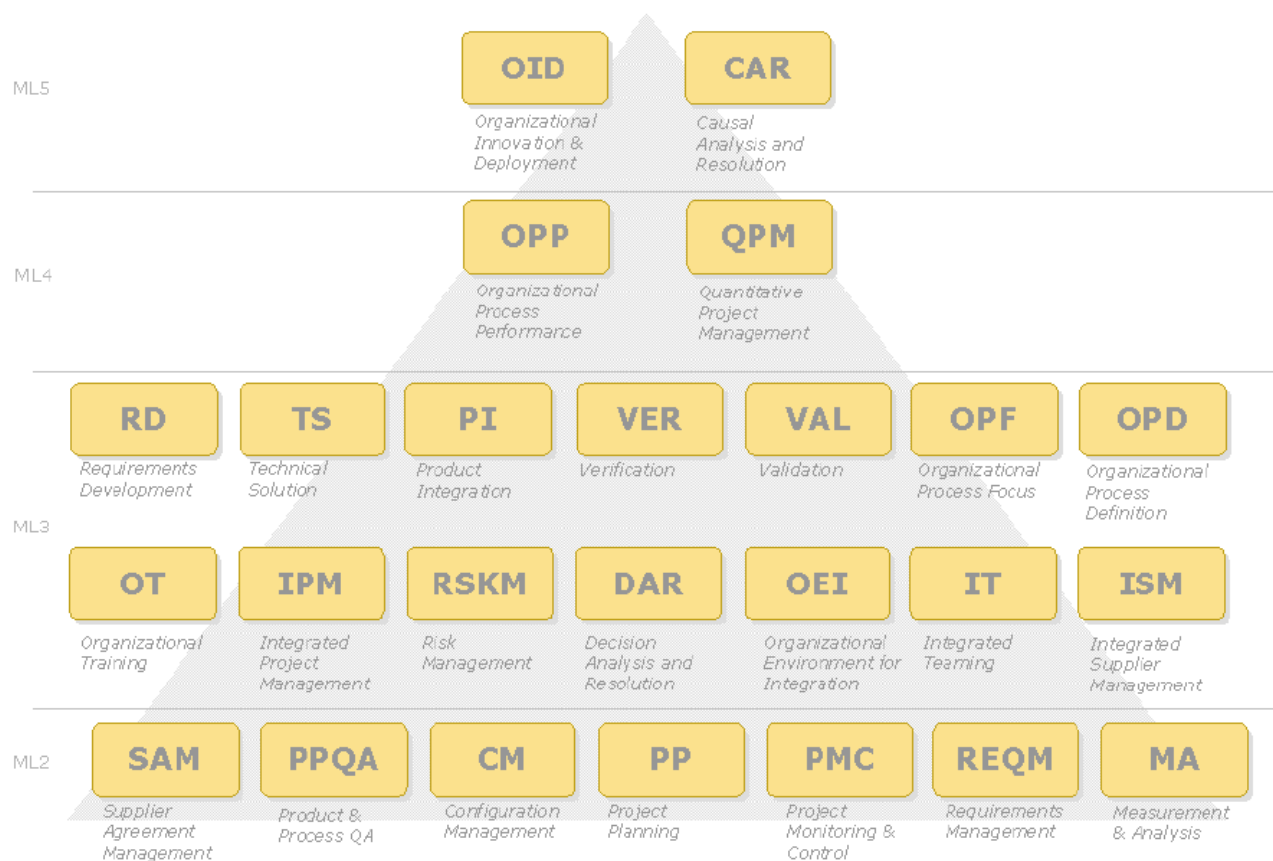 ML5
OID
CAR
Organizational
Innovation &
Deployment
Causal
Analysis and
Resolution
ML4
OPP
QPM
Organizational
Process
Performance
Quantitative
Project
Management
ML3
RD
TS
PI
VER
VAL
OPF
OPD
Requirements
Development
Technical
Solution
Product
Integration
Verification
Validation
Organizational
Process Focus
Organizational
Process
Definition
OT
IPM
RSKM
DAR
OEI
IT
ISM
Organizational
Training
Integrated
Project
Management
Risk
Management
Decision
Analysis and
Resolution
Organizational
Environment for
Integration
Integrated
Teaming
Integrated
Supplier
Management
ML2
SAM
PPQA
CM
PP
PMC
REQM
MA
Supplier
Agreement
Management
Product &
Process QA
Configuration
Management
Project
Planning
Project
Monitoring &
Control
Requirements
Management
Measurement
& Analysis